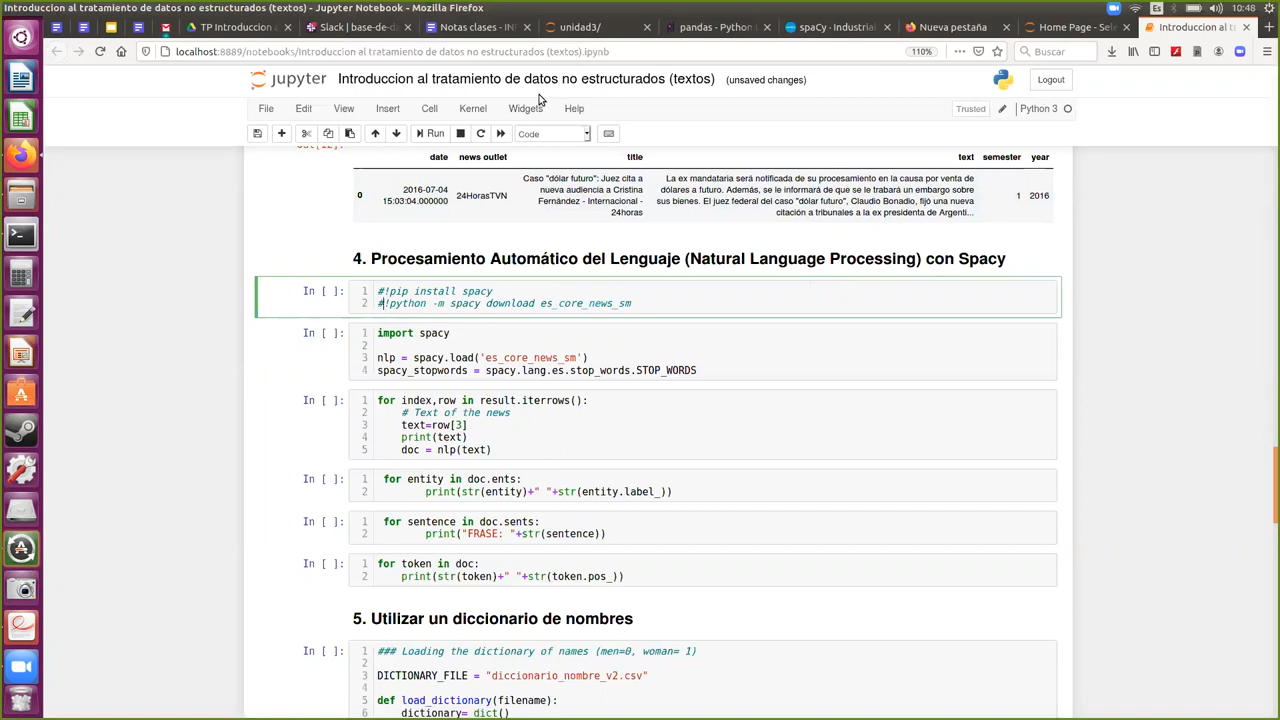 Introduccion al tratamiento de datos no estructurados (textos) - Jupyter Notebook - Mozilla Firefox
Es
10:48
TP Introduccion a
Slack | base-de-da
Notes unidades - INE
unidad3/
pandas - Python D
spaCy · Industrial-
Nueva pestaña
Home Page - Selec
Introduccion al t
localhost:8889/notebooks/Introduccion al tratamiento de datos no estructurados (textos).ipynb
110%
Buscar
jupyter
Introduccion al tratamiento de datos no estructurados (textos)
(unsaved changes)
Logout
File Edit View Insert Cell Kernel Widgets Help
Trusted
Python 3
Run
Code
date news outlet title text semester year
0
2016-07-04
15:03:04.000000
24HorasTVN
Caso "dólar futuro": Juez cita a
nueva audiencia a Cristina
Fernández - Internacional -
24horas
La ex mandataria será notificada de su procesamiento en la causa por venta de
dólares a futuro. Además, se le informará de que se le trabará un embargo sobre
sus bienes. El juez federal del caso "dólar futuro", Claudio Bonadio, fijó una nueva
citación a tribunales a la ex presidenta de Argenti...
1 2016
4. Procesamiento Automático del Lenguaje (Natural Language Processing) con Spacy
In [ ]:
1 #!pip install spacy
2 #!python -m spacy download es_core_news_sm
In [ ]:
1 import spacy
2
3 nlp = spacy.load('es_core_news_sm')
4 spacy_stopwords = spacy.lang.es.stop_words.STOP_WORDS
In [ ]:
1 for index,row in result.iterrows():
2 # Text of the news
3 text=row[3]
4 print(text)
5 doc = nlp(text)
In [ ]:
1 for entity in doc.ents:
2 print(str(entity)+" "+str(entity.label_))
In [ ]:
1 for sentence in doc.sents:
2 print("FRASE: "+str(sentence))
In [ ]:
1 for token in doc:
2 print(str(token)+" "+str(token.pos_))
5. Utilizar un diccionario de nombres
In [ ]:
1 ### Loading the dictionary of names (men=0, woman= 1)
2
3 DICTIONARY_FILE = "diccionario_nombre_v2.csv"
4
5 def load_dictionary(filename):
6 dictionary= dict()